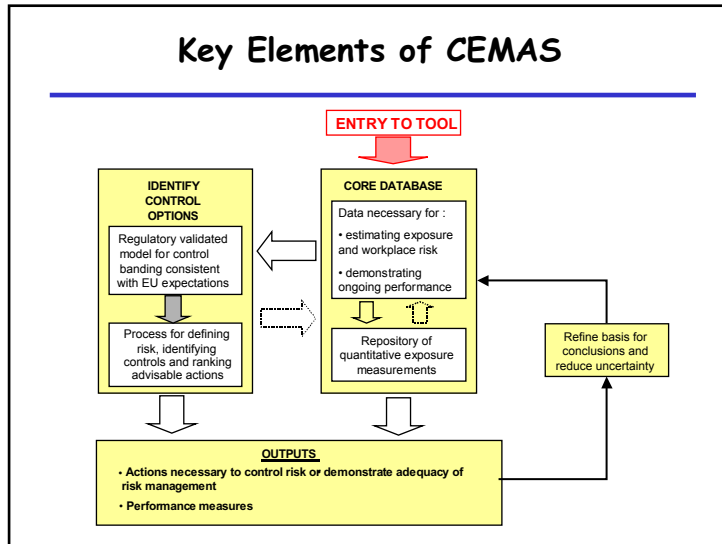 Key Elements of CEMAS
ENTRY TO TOOL
IDENTIFY
CONTROL
OPTIONS
Regulatory validated
model for control
banding consistent
with EU expectations
Process for defining
risk, identifying
controls and ranking
advisable actions
CORE DATABASE
Data necessary for :
• estimating exposure
and workplace risk
• demonstrating
ongoing performance
Repository of
quantitative exposure
measurements
Refine basis for
conclusions and
reduce uncertainty
OUTPUTS
• Actions necessary to control risk or demonstrate adequacy of
risk management
• Performance measures